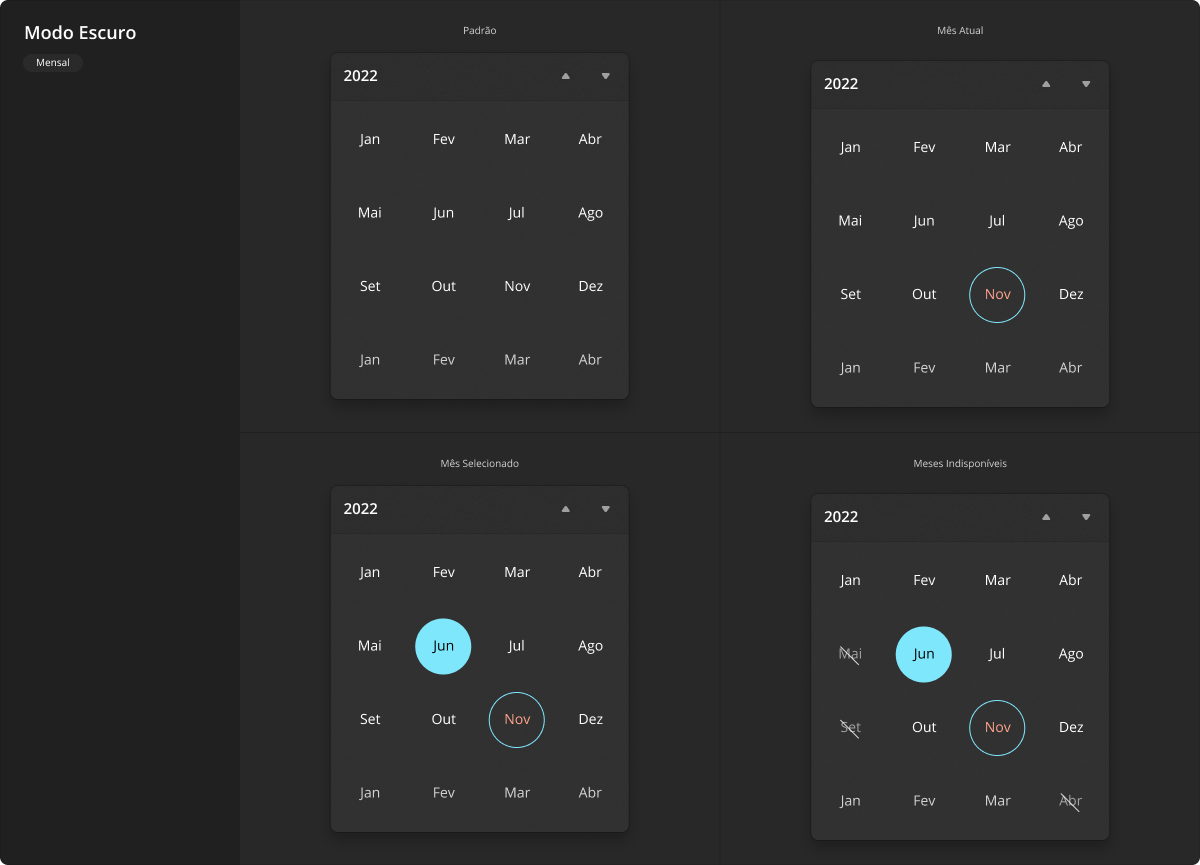 Modo Escuro
Mensal
Padrão
2022
Jan Fev Mar Abr
Mai Jun Jul Ago
Set Out Nov Dez
Jan Fev Mar Abr
Mês Atual
2022
Jan Fev Mar Abr
Mai Jun Jul Ago
Set Out Nov Dez
Jan Fev Mar Abr
Mês Selecionado
2022
Jan Fev Mar Abr
Mai Jun Jul Ago
Set Out Nov Dez
Jan Fev Mar Abr
Meses Indisponíveis
2022
Jan Fev Mar Abr
Mai Jun Jul Ago
Set Out Nov Dez
Jan Fev Mar Abr